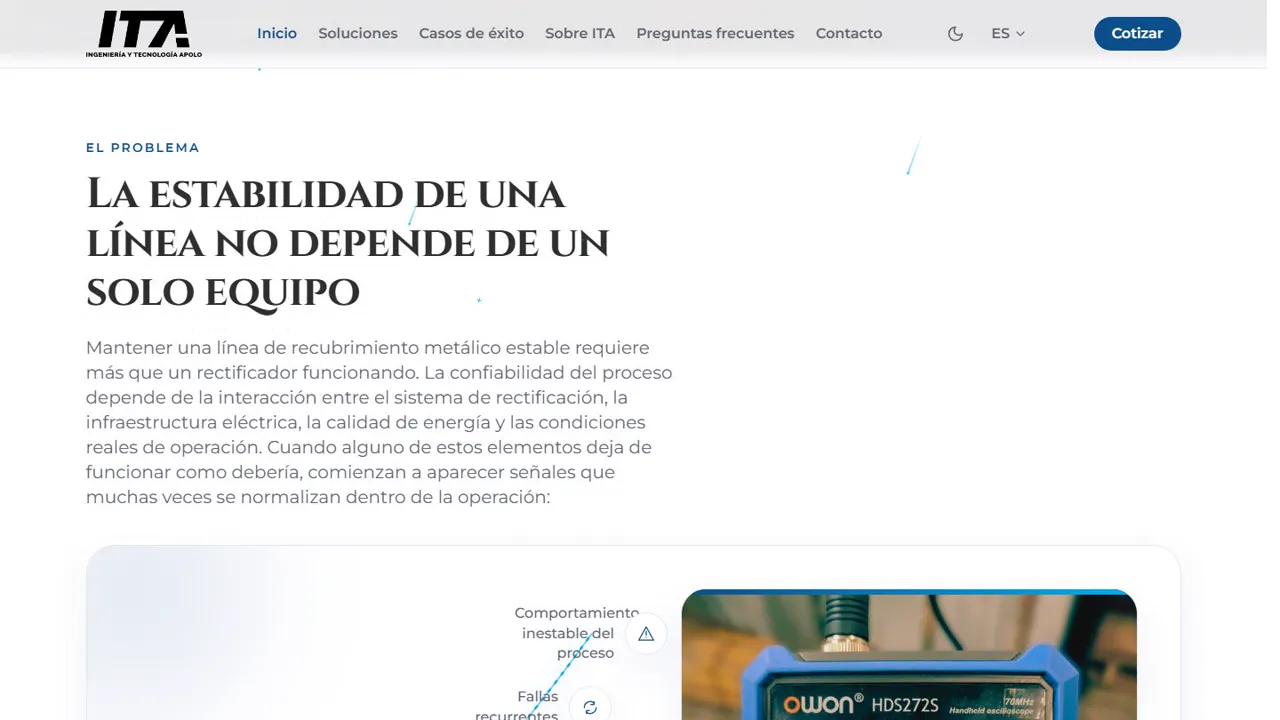 ITA
INGENIERÍA Y TECNOLOGÍA APOLO
Inicio
Soluciones
Casos de éxito
Sobre ITA
Preguntas frecuentes
Contacto
ES
Cotizar
EL PROBLEMA
La estabilidad de una
línea no depende de un
solo equipo
Mantener una línea de recubrimiento metálico estable requiere
más que un rectificador funcionando. La confiabilidad del proceso
depende de la interacción entre el sistema de rectificación, la
infraestructura eléctrica, la calidad de energía y las condiciones
reales de operación. Cuando alguno de estos elementos deja de
funcionar como debería, comienzan a aparecer señales que
muchas veces se normalizan dentro de la operación:
Comportamiento
inestable del
proceso
Fallas
recurrentes
OWON® HDS272S
70MHz
Handheld oscilloscope